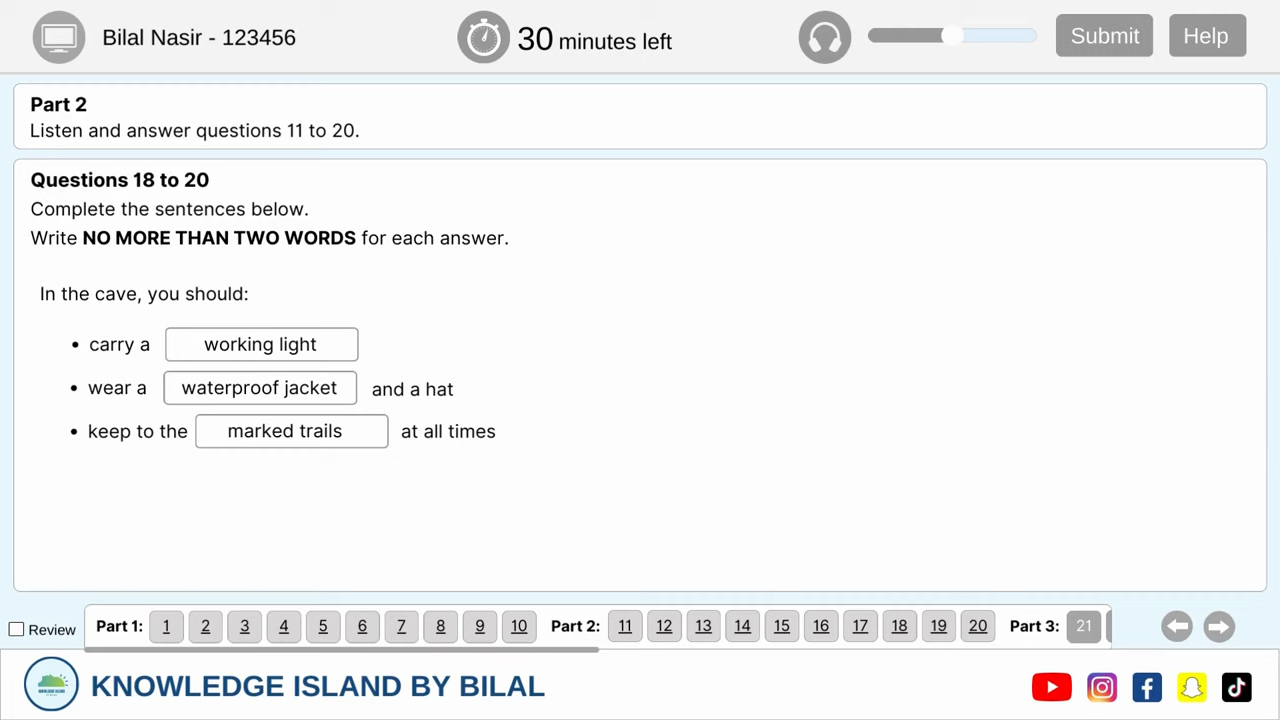 Bilal Nasir - 123456
30 minutes left
Submit
Help
Part 2
Listen and answer questions 11 to 20.
Questions 18 to 20
Complete the sentences below.
Write NO MORE THAN TWO WORDS for each answer.
In the cave, you should:
• carry a working light
• wear a waterproof jacket and a hat
• keep to the marked trails at all times
Review
Part 1: 1 2 3 4 5 6 7 8 9 10 Part 2: 11 12 13 14 15 16 17 18 19 20 Part 3: 21
KNOWLEDGE ISLAND BY BILAL